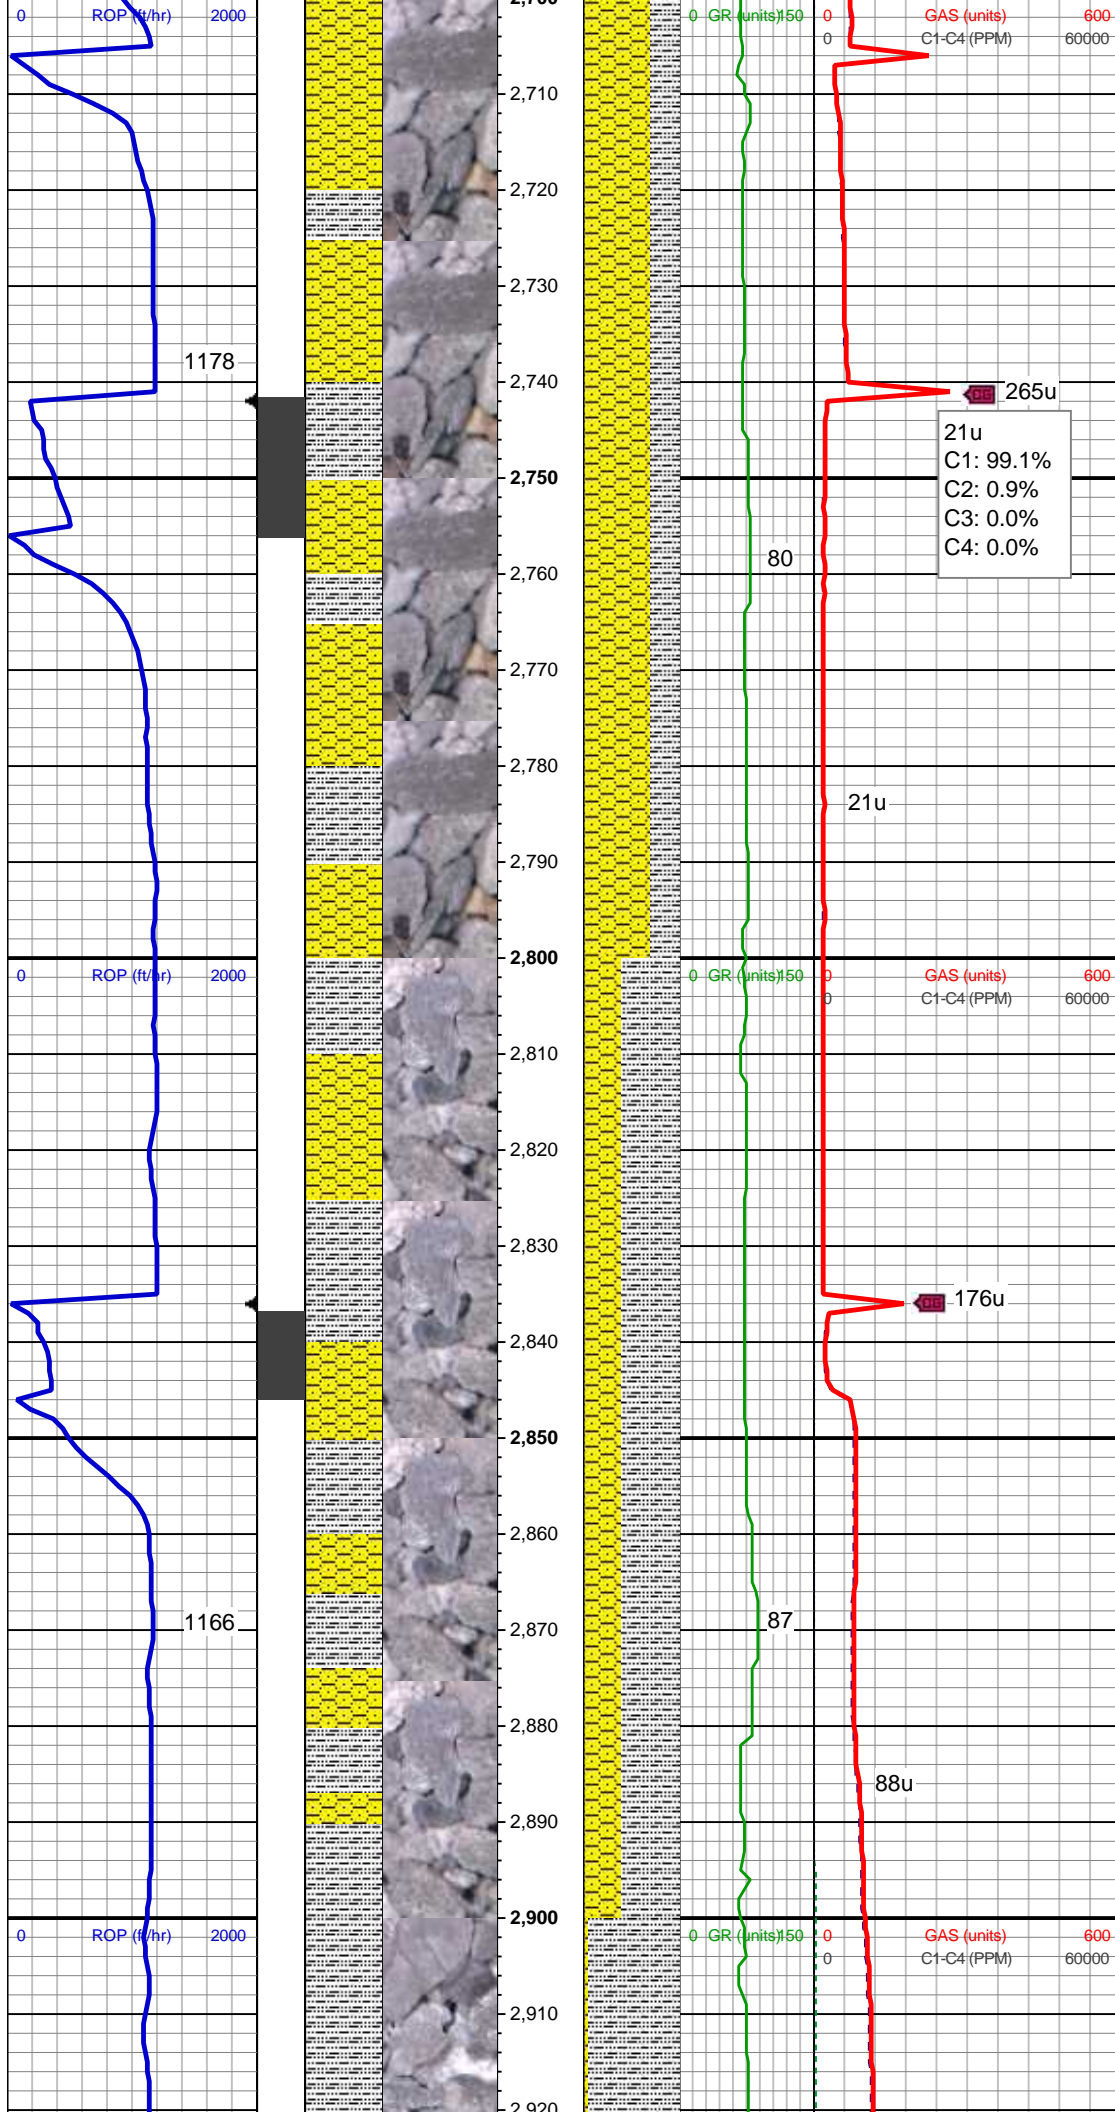 0 ROP (ft/hr) 2000 0 GR (units) 150 0 GAS (units) 600
0 C1-C4 (PPM) 60000
2,710
2,720
2,730
1178
2,740
CG 265u
21u
C1: 99.1%
C2: 0.9%
C3: 0.0%
C4: 0.0%
2,750
80
2,760
2,770
2,780
21u
2,790
2,800
0 ROP (ft/hr) 2000 0 GR (units) 150 0 GAS (units) 600
0 C1-C4 (PPM) 60000
2,810
2,820
2,830
CG 176u
2,840
2,850
2,860
1166
87
2,870
2,880
88u
2,890
2,900
0 ROP (ft/hr) 2000 0 GR (units) 150 0 GAS (units) 600
0 C1-C4 (PPM) 60000
2,910
2,920